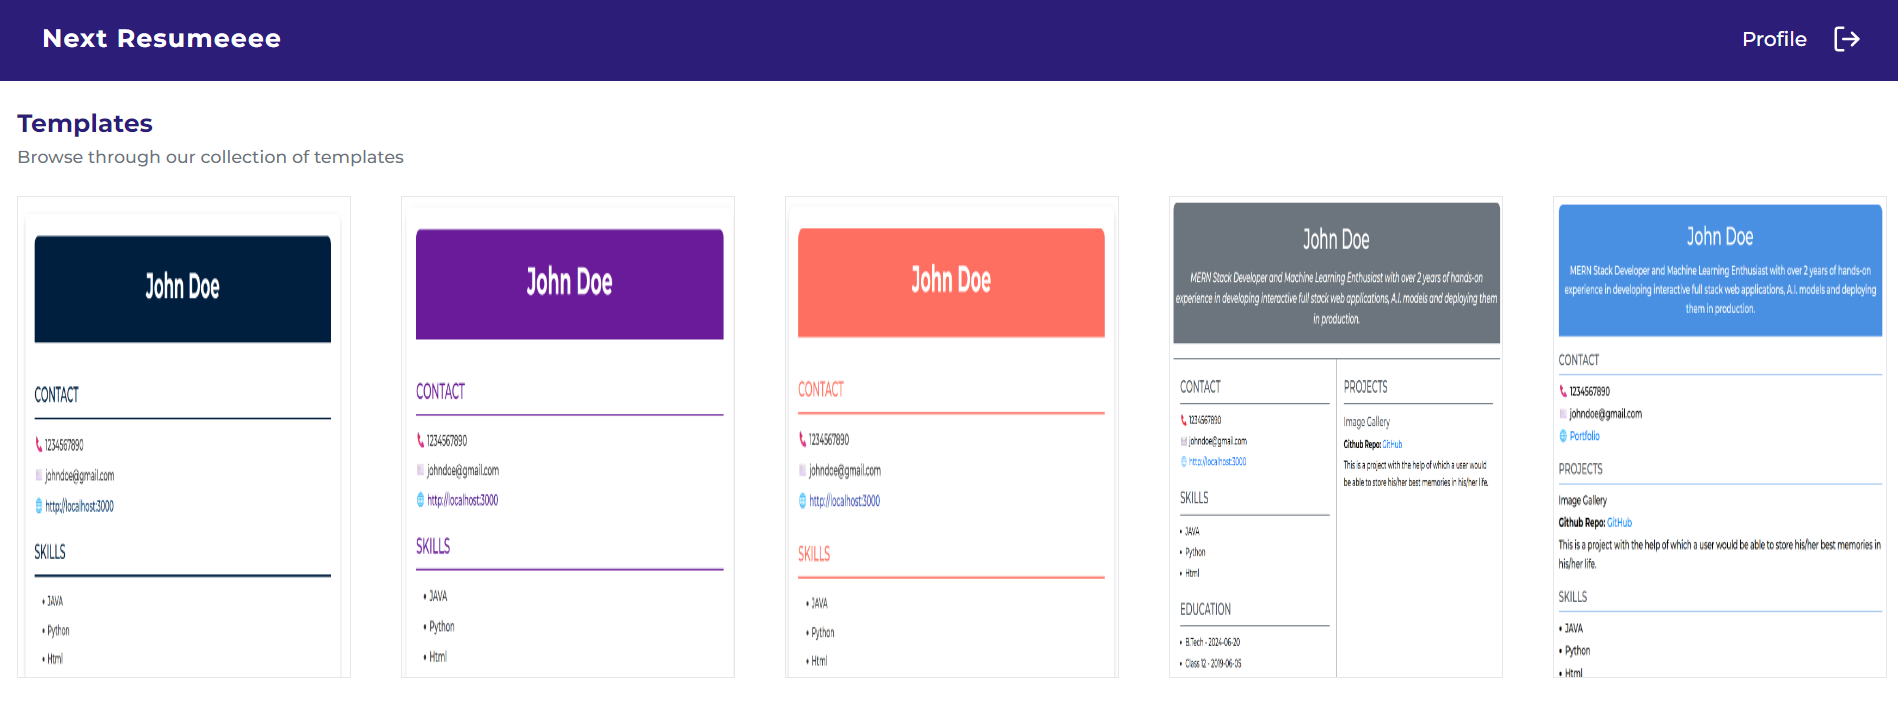 Next Resumeeee
Profile
Templates
Browse through our collection of templates
John Doe
CONTACT
1234567890
johndoe@gmail.com
http://localhost:3000
SKILLS
• JAVA
• Python
• Html
John Doe
CONTACT
1234567890
johndoe@gmail.com
http://localhost:3000
SKILLS
• JAVA
• Python
• Html
John Doe
CONTACT
1234567890
johndoe@gmail.com
http://localhost:3000
SKILLS
• JAVA
• Python
• Html
John Doe
MERN Stack Developer and Machine Learning Enthusiast with over 2 years of hands-on
experience in developing interactive full stack web applications, A.I. models and deploying them
in production.
CONTACT
1234567890
johndoe@gmail.com
http://localhost:3000
SKILLS
• JAVA
• Python
• Html
EDUCATION
• B.Tech - 2024-06-20
• Class 12 - 2019-06-05
PROJECTS
Image Gallery
Github Repo: GitHub
This is a project with the help of which a user would
be able to store his/her best memories in his/her life.
John Doe
MERN Stack Developer and Machine Learning Enthusiast with over 2 years of hands-on
experience in developing interactive full stack web applications, A.I. models and deploying
them in production.
CONTACT
1234567890
johndoe@gmail.com
Portfolio
PROJECTS
Image Gallery
Github Repo: GitHub
This is a project with the help of which a user would be able to store his/her best memories in
his/her life.
SKILLS
• JAVA
• Python
• Html